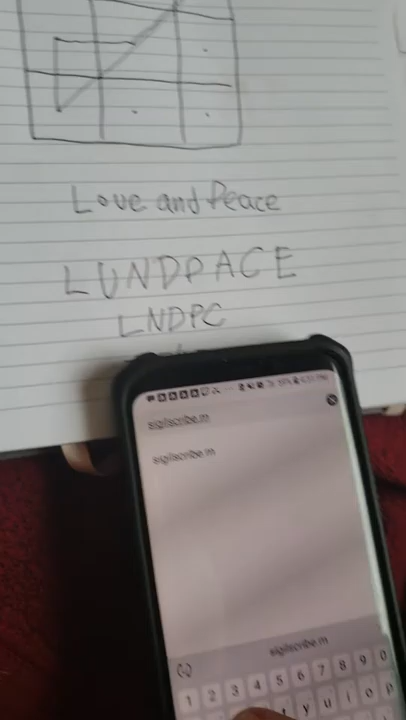 Love and Peace
LUNDPACE
LNDPC
sigilscribe.m
sigilscribe.m
sigilscribe.m
1 2 3 4 5 6 7 8 9 0
t y u i o p